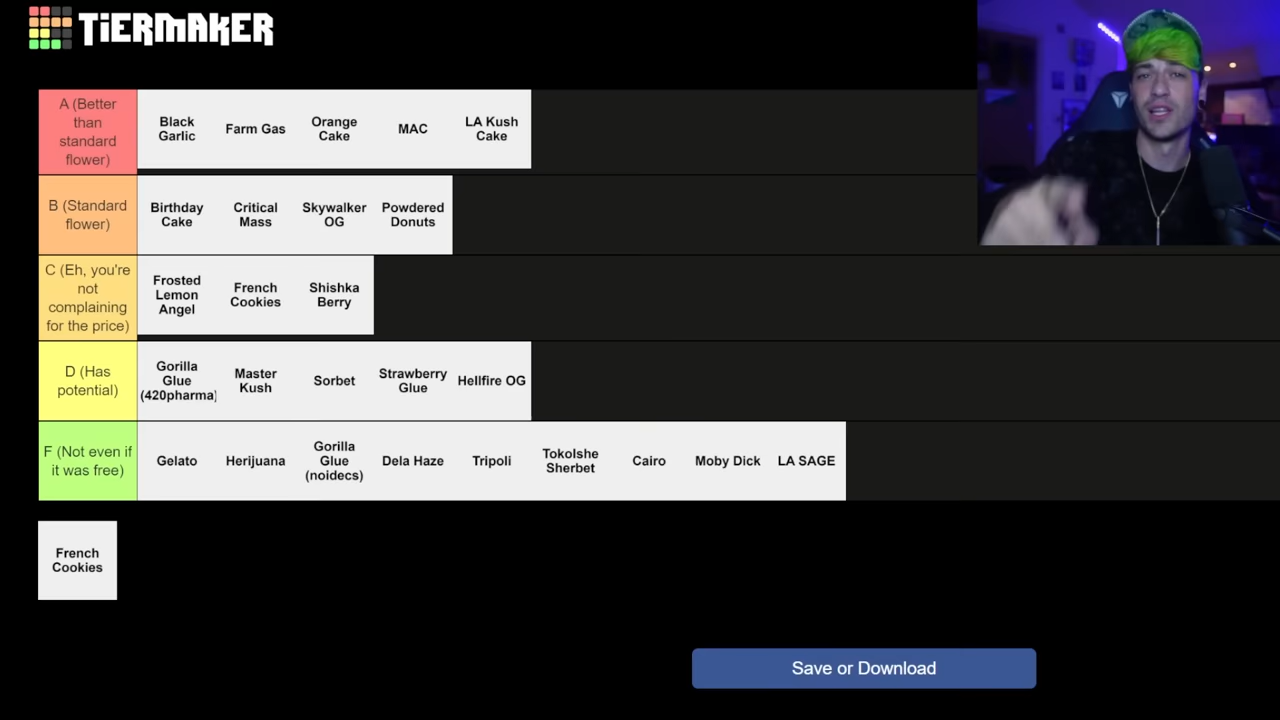 TiERMAKER
A (Better
than
standard
flower)
Black
Garlic
Farm Gas
Orange
Cake
MAC
LA Kush
Cake
B (Standard
flower)
Birthday
Cake
Critical
Mass
Skywalker
OG
Powdered
Donuts
C (Eh, you're
not
complaining
for the price)
Frosted
Lemon
Angel
French
Cookies
Shishka
Berry
D (Has
potential)
Gorilla
Glue
(420pharma)
Master
Kush
Sorbet
Strawberry
Glue
Hellfire OG
F (Not even if
it was free)
Gelato
Herijuana
Gorilla
Glue
(noidecs)
Dela Haze
Tripoli
Tokolshe
Sherbet
Cairo
Moby Dick
LA SAGE
French
Cookies
Save or Download